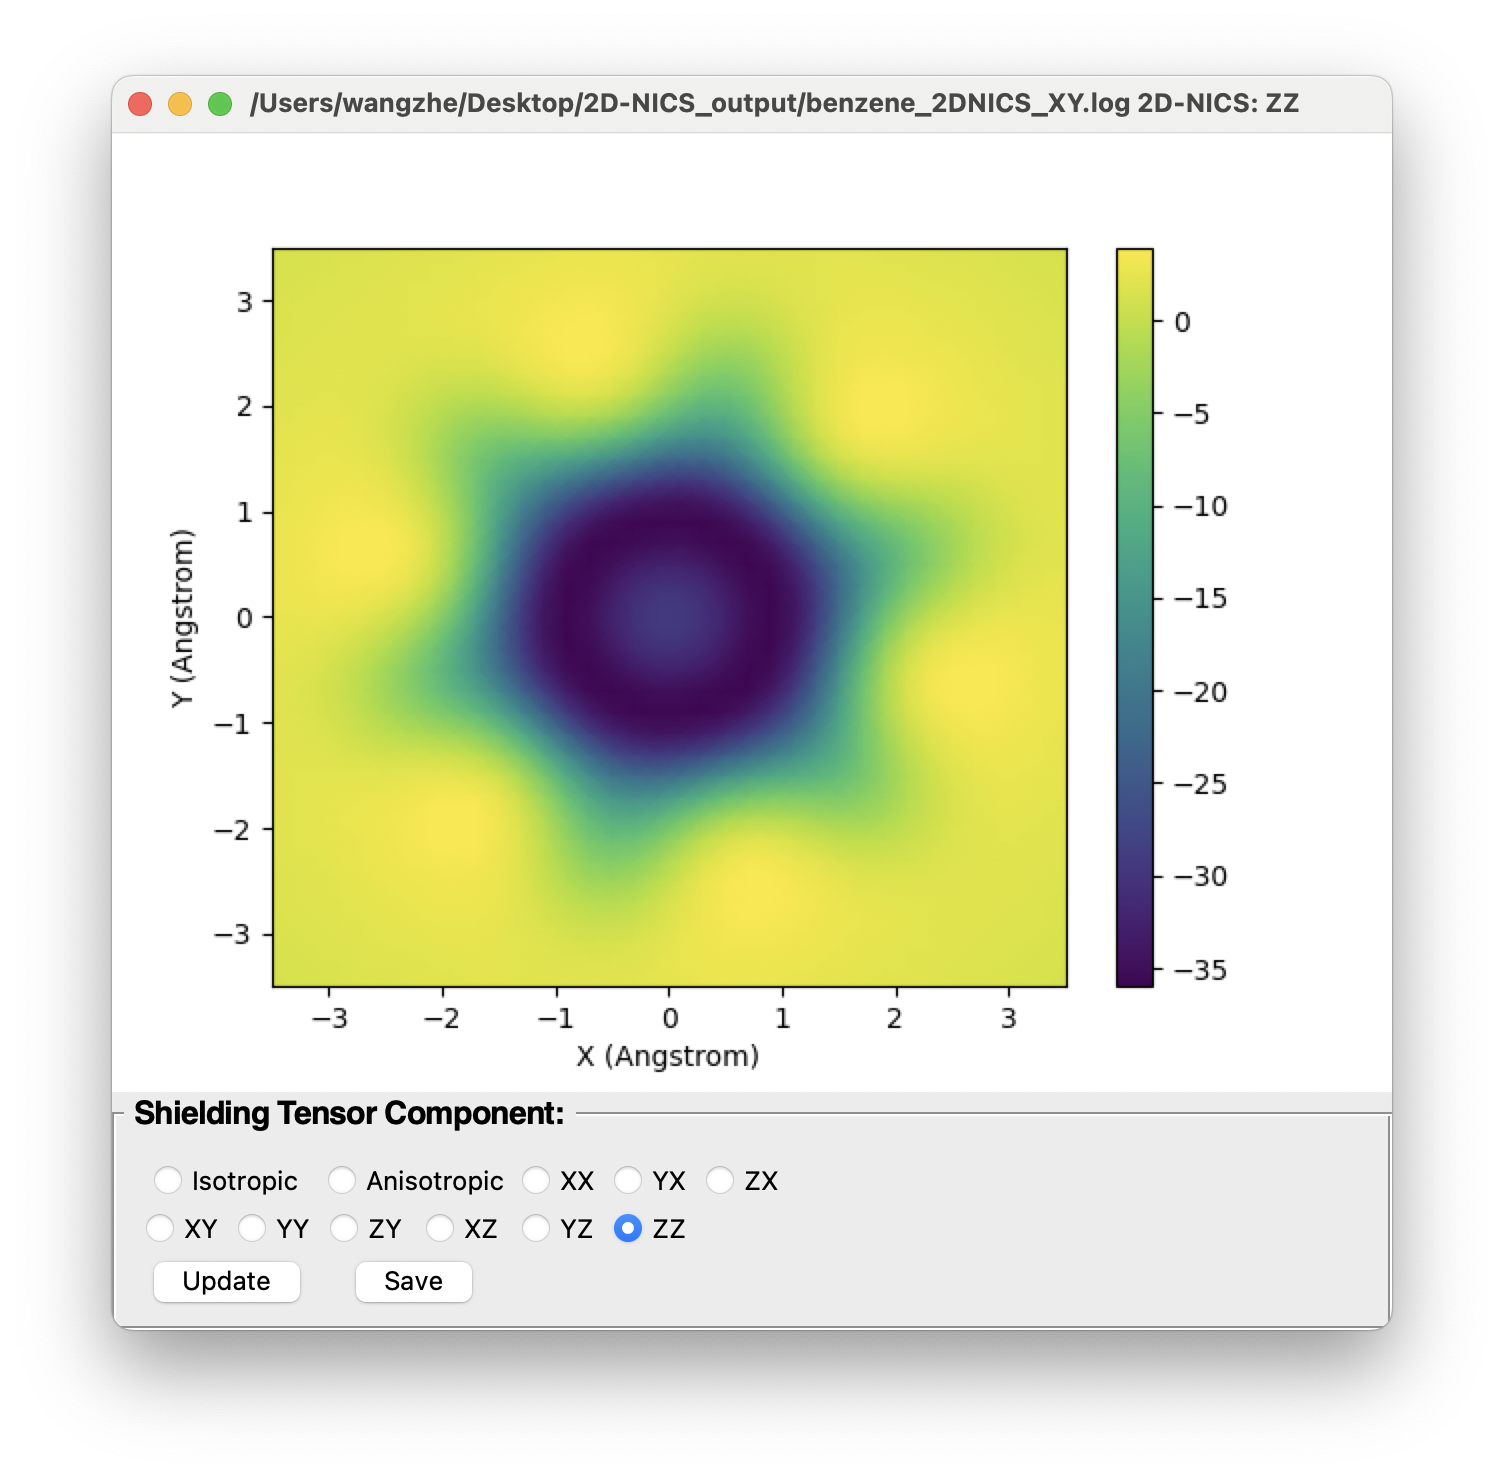 /Users/wangzhe/Desktop/2D-NICS_output/benzene_2DNICS_XY.log 2D-NICS: ZZ
3
2
1
0
−1
−2
−3
Y (Angstrom)
−3 −2 −1 0 1 2 3
X (Angstrom)
0
−5
−10
−15
−20
−25
−30
−35
Shielding Tensor Component:
Isotropic Anisotropic XX YX ZX
XY YY ZY XZ YZ ZZ
Update Save